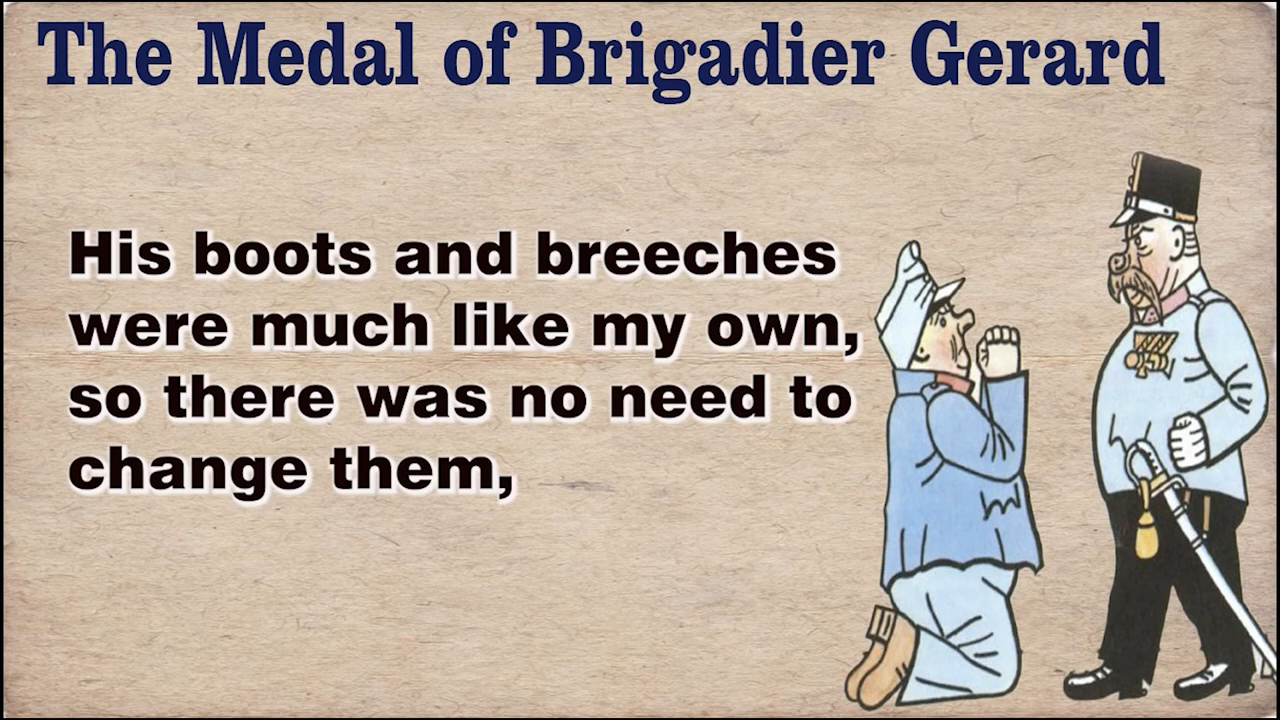 The Medal of Brigadier Gerard
His boots and breeches
were much like my own,
so there was no need to
change them,